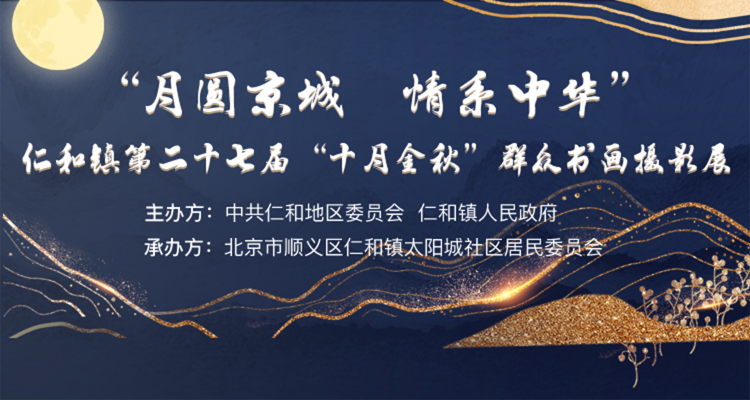 “月圆京城 情系中华”
仁和镇第二十七届“十月金秋”群众书画摄影展
主办方：中共仁和地区委员会 仁和镇人民政府
承办方：北京市顺义区仁和镇太阳城社区居民委员会